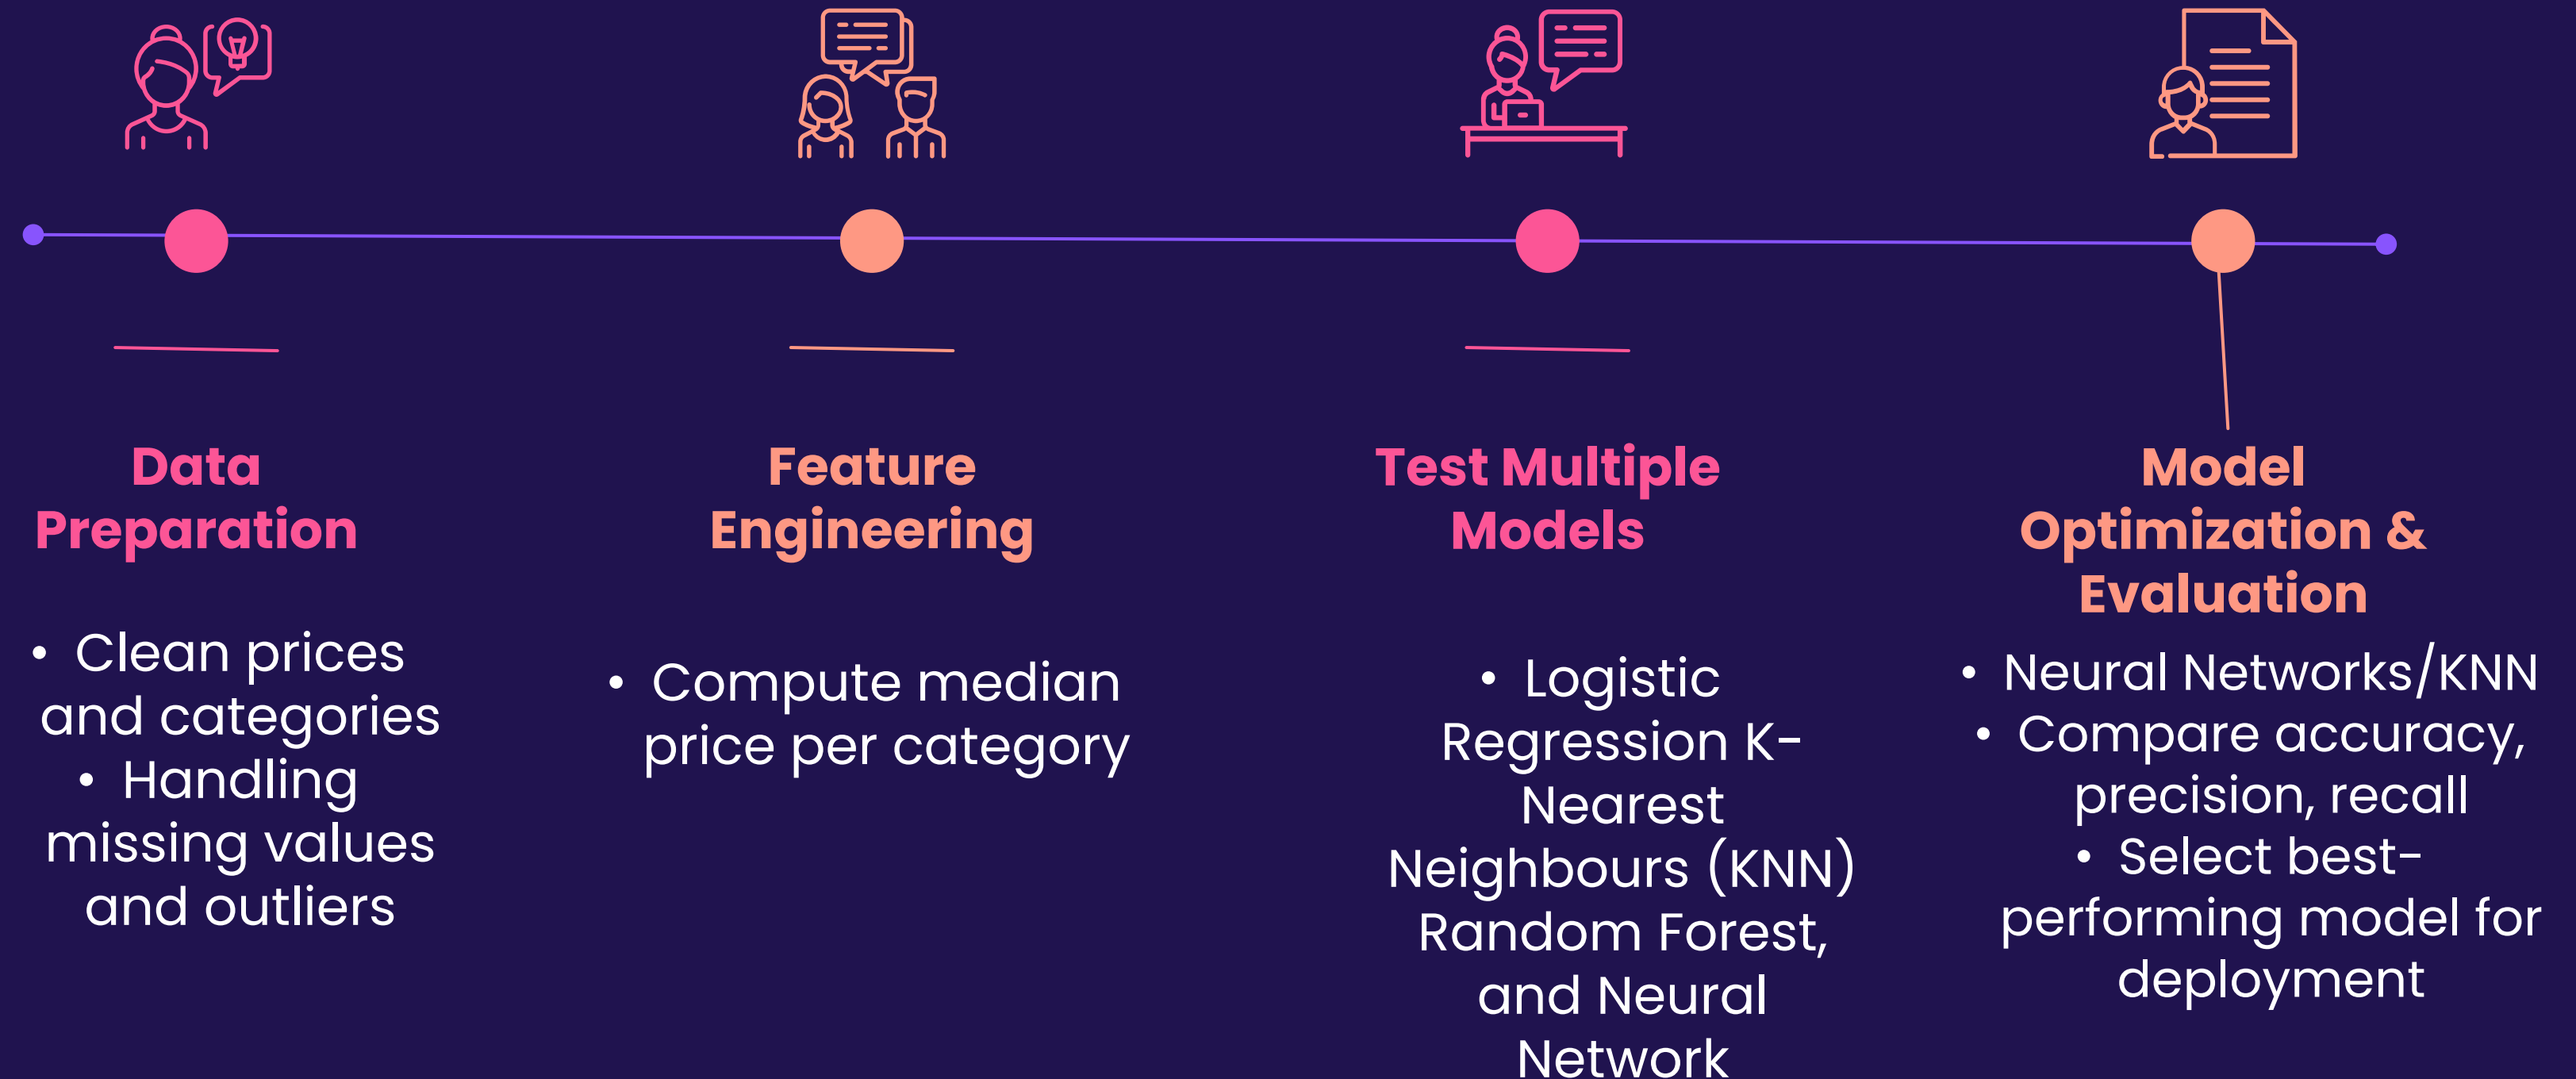 Data
Preparation
• Clean prices
and categories
• Handling
missing values
and outliers
Feature
Engineering
• Compute median
price per category
Test Multiple
Models
• Logistic
Regression K-
Nearest
Neighbours (KNN)
Random Forest,
and Neural
Network
Model
Optimization &
Evaluation
• Neural Networks/KNN
• Compare accuracy,
precision, recall
• Select best-
performing model for
deployment